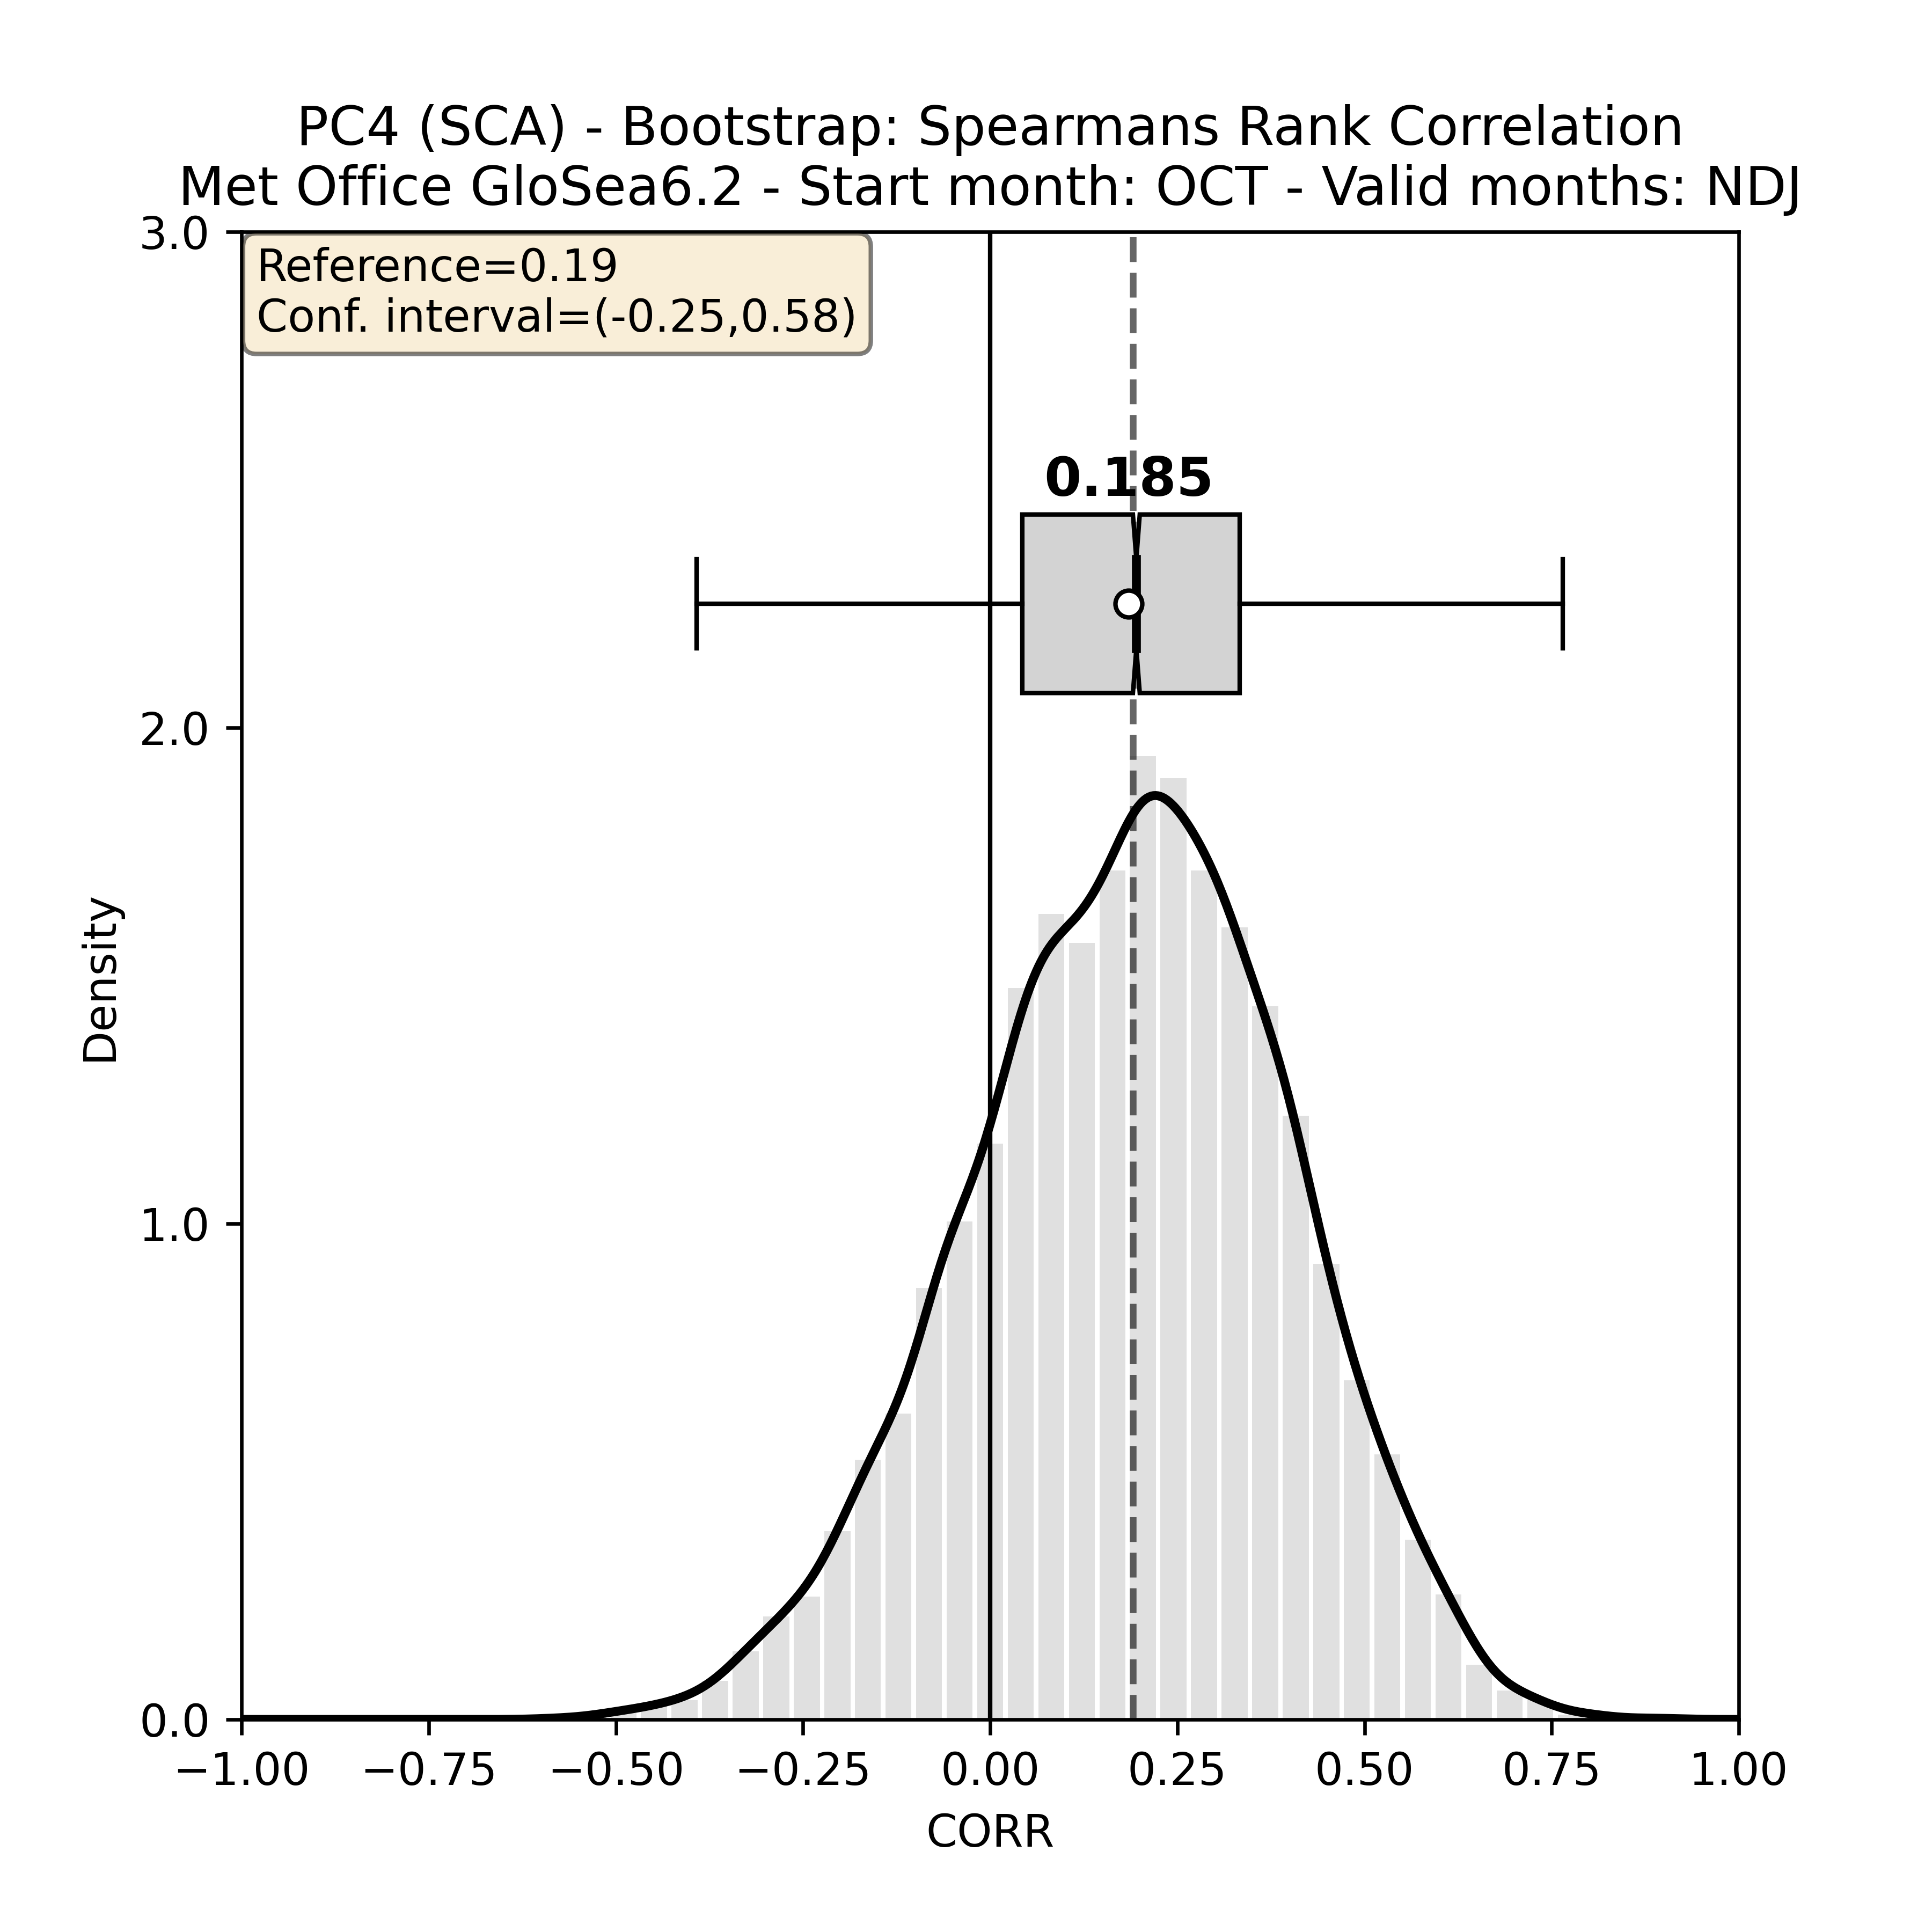 PC4 (SCA) - Bootstrap: Spearmans Rank Correlation
Met Office GloSea6.2 - Start month: OCT - Valid months: NDJ
Reference=0.19
Conf. interval=(-0.25,0.58)
0.185
3.0
2.0
1.0
0.0
Density
−1.00 −0.75 −0.50 −0.25 0.00 0.25 0.50 0.75 1.00
CORR